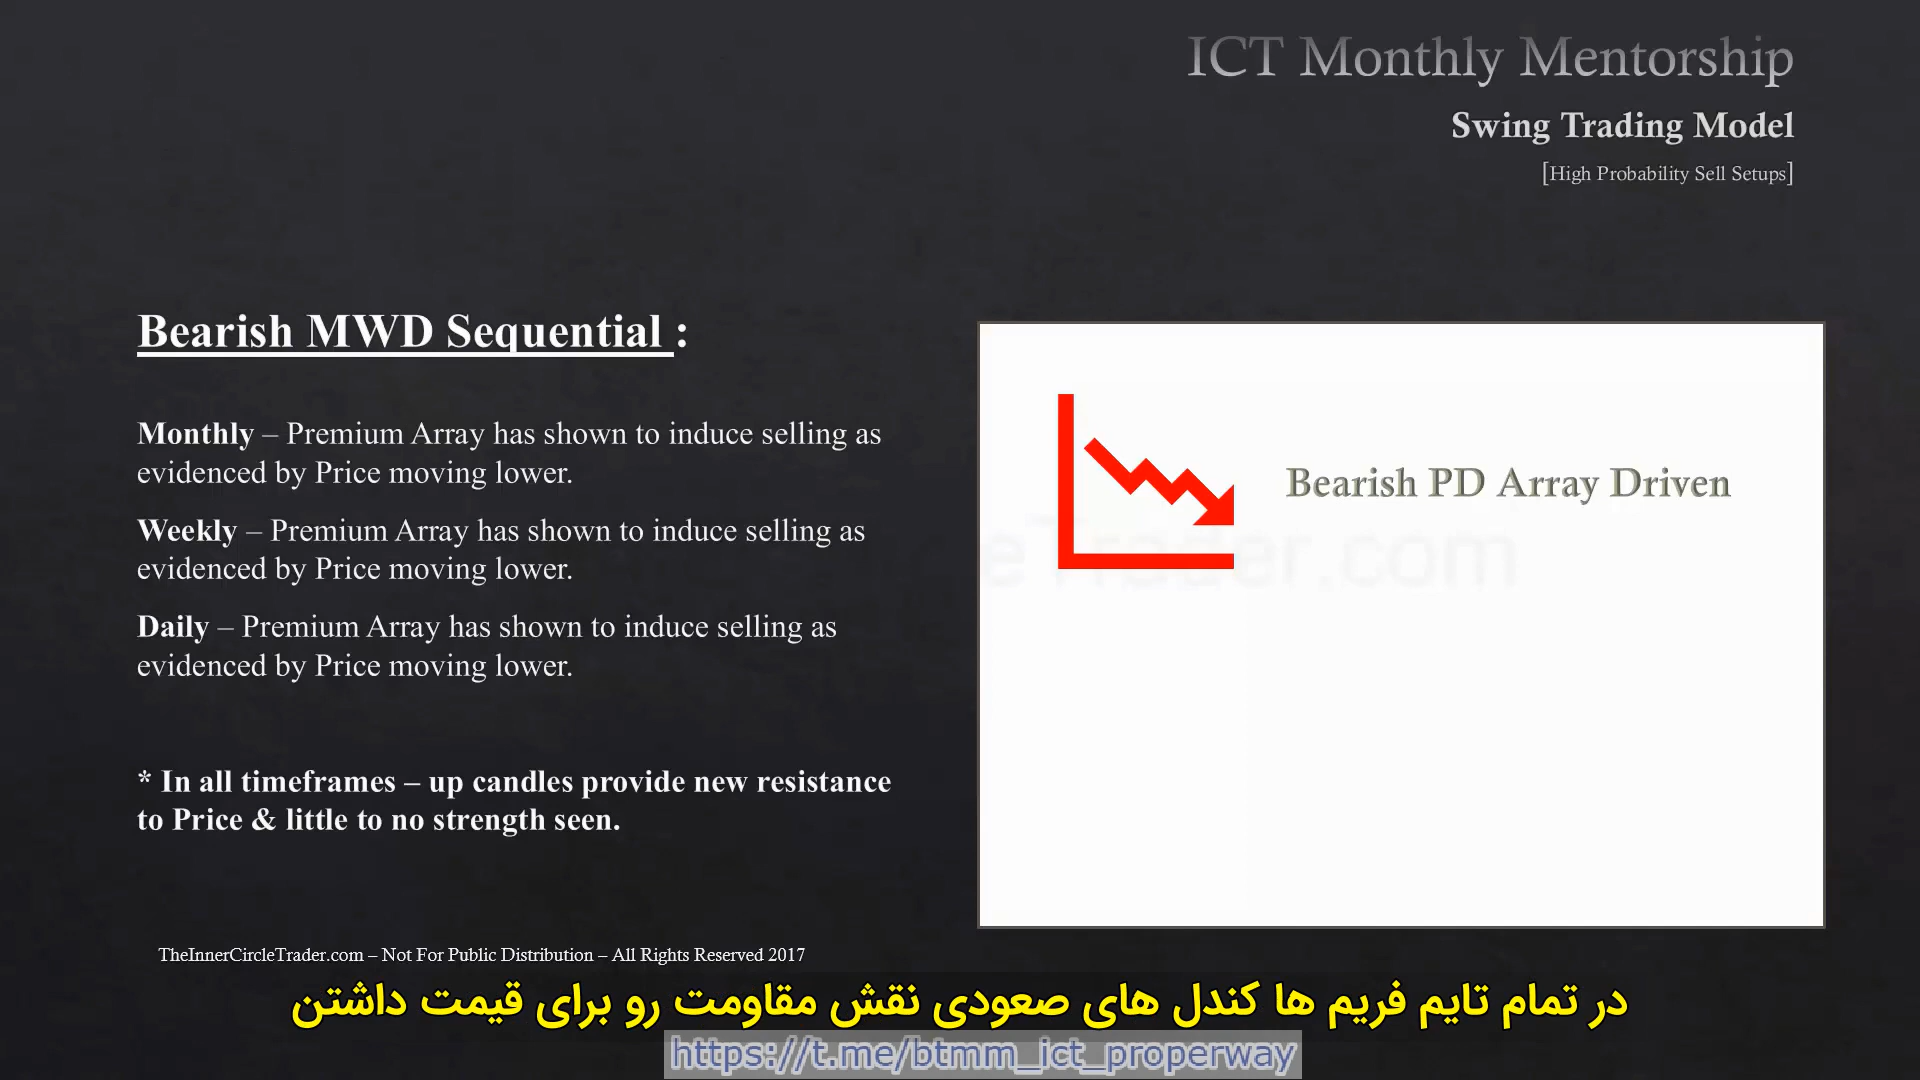 ICT Monthly Mentorship
Swing Trading Model
[High Probability Sell Setups]
Bearish MWD Sequential :
Monthly – Premium Array has shown to induce selling as
evidenced by Price moving lower.
Weekly – Premium Array has shown to induce selling as
evidenced by Price moving lower.
Daily – Premium Array has shown to induce selling as
evidenced by Price moving lower.
* In all timeframes – up candles provide new resistance
to Price & little to no strength seen.
Bearish PD Array Driven
eTrader.com
TheInnerCircleTrader.com – Not For Public Distribution – All Rights Reserved 2017
در تمام تایم فریم ها کندل های صعودی نقش مقاومت رو برای قیمت داشتن
https://t.me/btmm_ict_properway